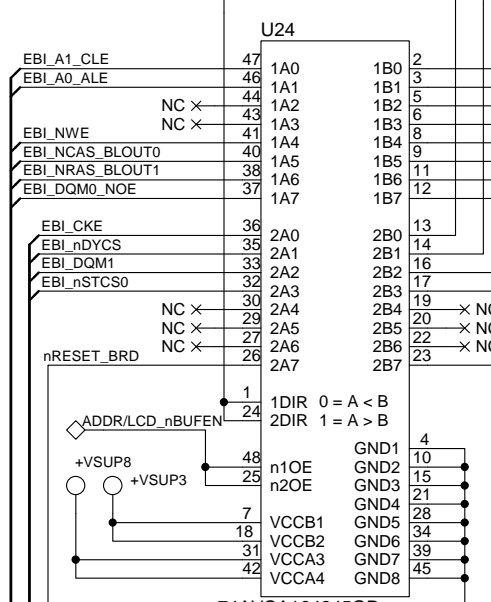 U24
EBI_A1_CLE 47 1A0 1B0 2
EBI_A0_ALE 46 1A1 1B1 3
NC 44 1A2 1B2 5
NC 43 1A3 1B3 6
EBI_NWE 41 1A4 1B4 8
EBI_NCAS_BLOUT0 40 1A5 1B5 9
EBI_NRAS_BLOUT1 38 1A6 1B6 11
EBI_DQM0_NOE 37 1A7 1B7 12
EBI_CKE 36 2A0 2B0 13
EBI_nDYCS 35 2A1 2B1 14
EBI_DQM1 33 2A2 2B2 16
EBI_nSTCS0 32 2A3 2B3 17
NC 30 2A4 2B4 19 NC
NC 29 2A5 2B5 20 NC
NC 27 2A6 2B6 22 NC
nRESET_BRD 26 2A7 2B7 23
1 1DIR 0 = A < B
24 2DIR 1 = A > B
ADDR/LCD_nBUFEN
GND1 4
48 n1OE GND2 10
25 n2OE GND3 15
+VSUP8
+VSUP3
GND4 21
7 VCCB1 GND5 28
18 VCCB2 GND6 34
31 VCCA3 GND7 39
42 VCCA4 GND8 45